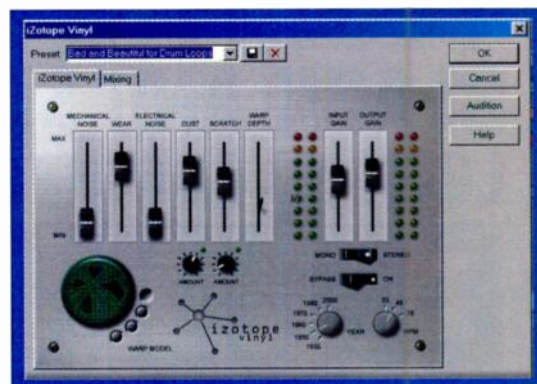 iZotope Vinyl
Preset Bad and Beautiful for Drum Loops
OK
Cancel
Audition
Help
iZotope Vinyl Mixing
MECHANICAL NOISE
WEAR
ELECTRICAL NOISE
DUST
SCRATCH
WARP DEPTH
INPUT GAIN
OUTPUT GAIN
MAX
MIN
MONO STEREO
BYPASS ON
AMOUNT AMOUNT
izotope
vinyl
WARP MODEL
YEAR
RPM